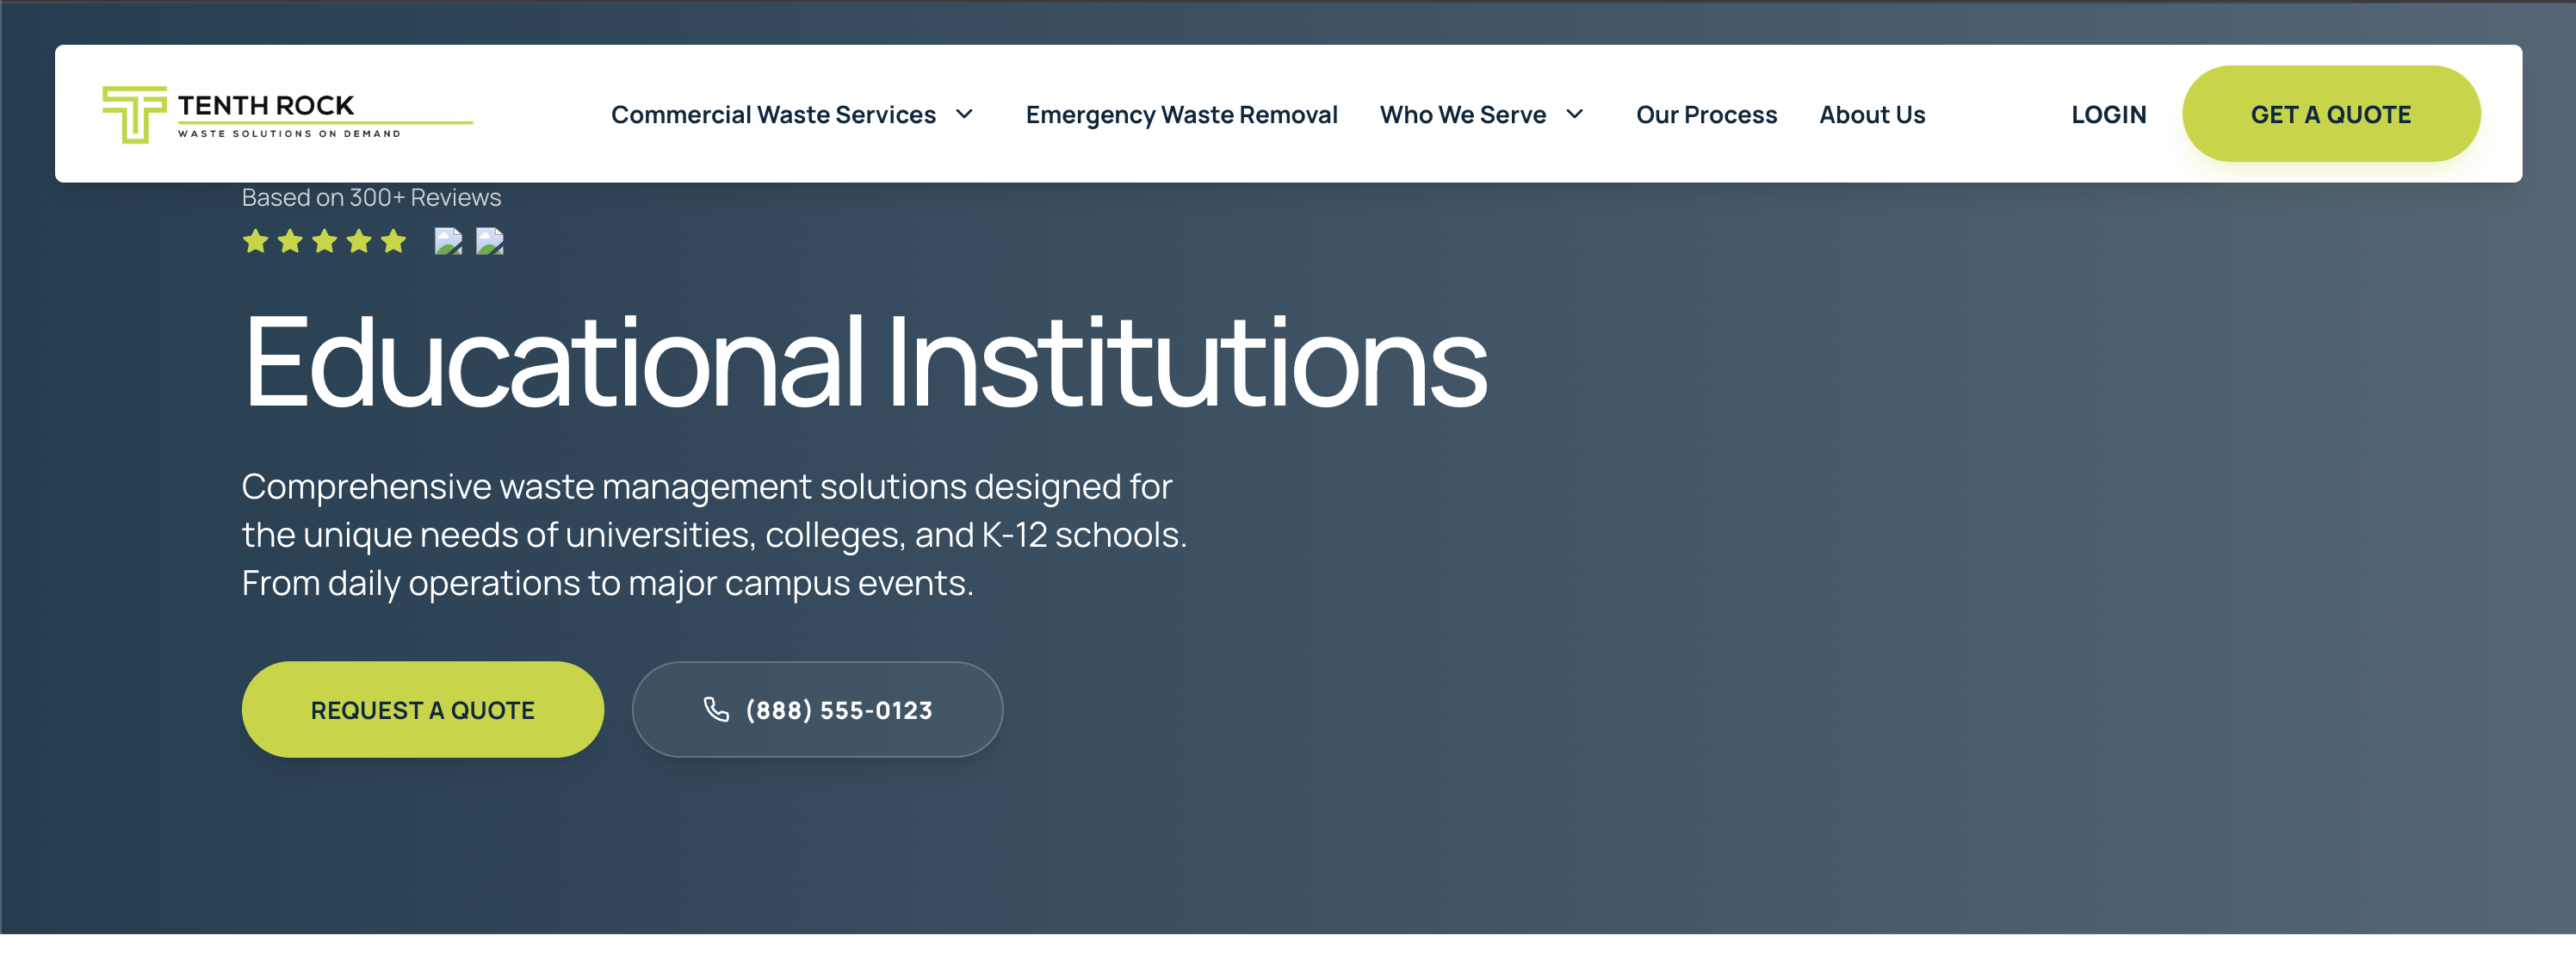 TENTH ROCK
WASTE SOLUTIONS ON DEMAND
Commercial Waste Services
Emergency Waste Removal
Who We Serve
Our Process
About Us
LOGIN
GET A QUOTE
Based on 300+ Reviews
Educational Institutions
Comprehensive waste management solutions designed for
the unique needs of universities, colleges, and K-12 schools.
From daily operations to major campus events.
REQUEST A QUOTE
(888) 555-0123